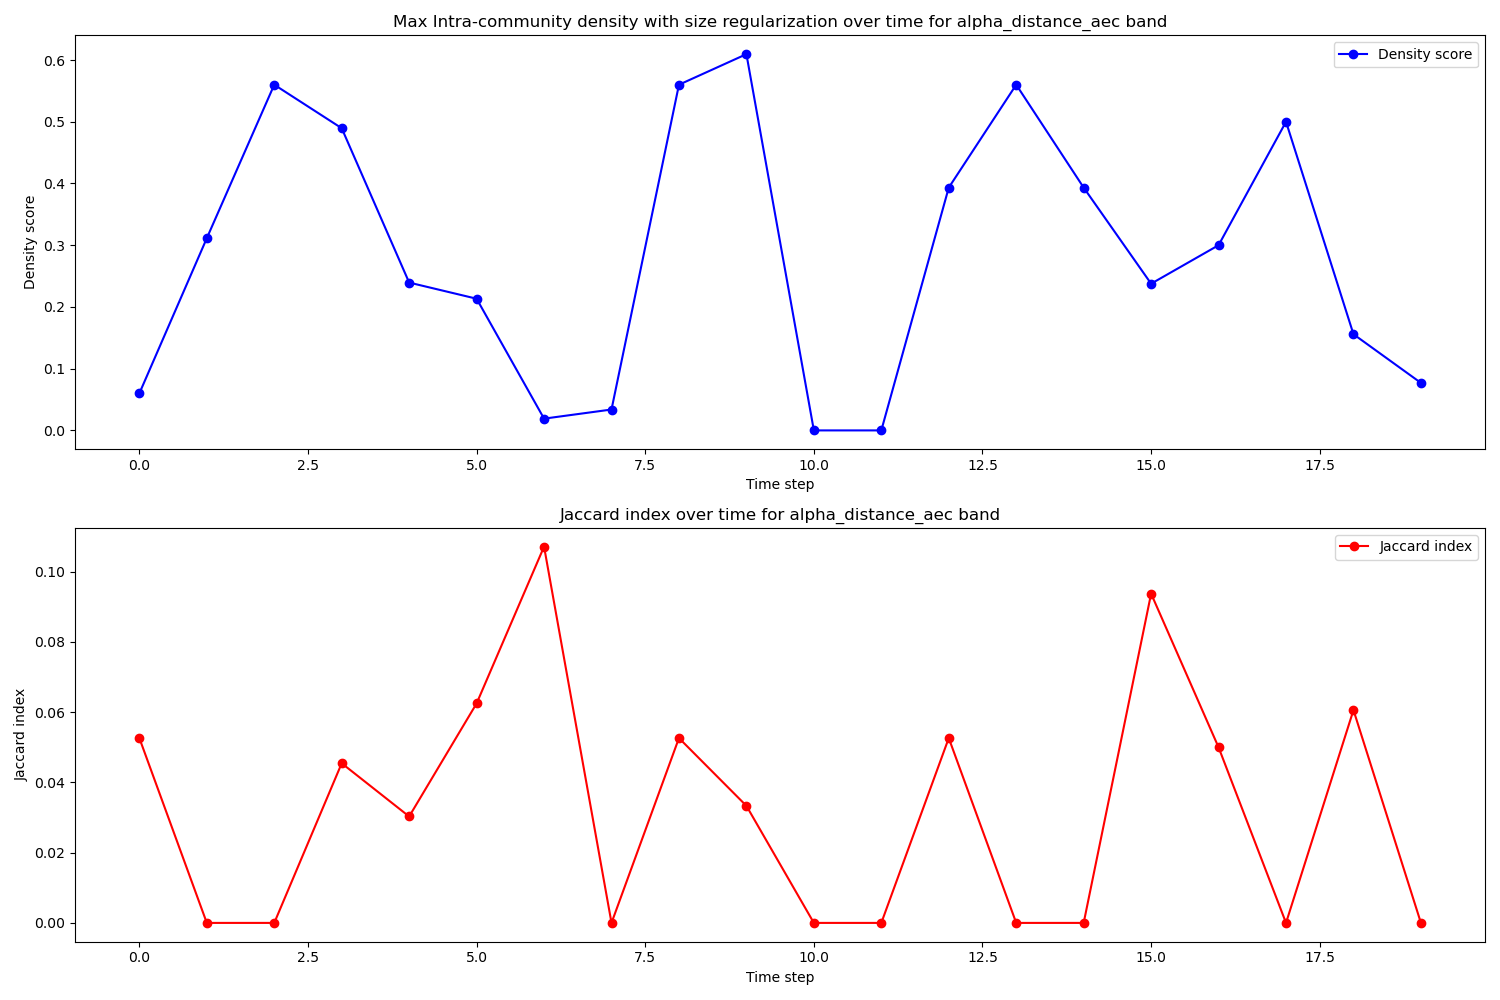 Max Intra-community density with size regularization over time for alpha_distance_aec band
Density score
0.6
0.5
0.4
0.3
0.2
0.1
0.0
Density score
0.0 2.5 5.0 7.5 10.0 12.5 15.0 17.5
Time step
Jaccard index over time for alpha_distance_aec band
Jaccard index
0.10
0.08
0.06
0.04
0.02
0.00
Jaccard index
0.0 2.5 5.0 7.5 10.0 12.5 15.0 17.5
Time step